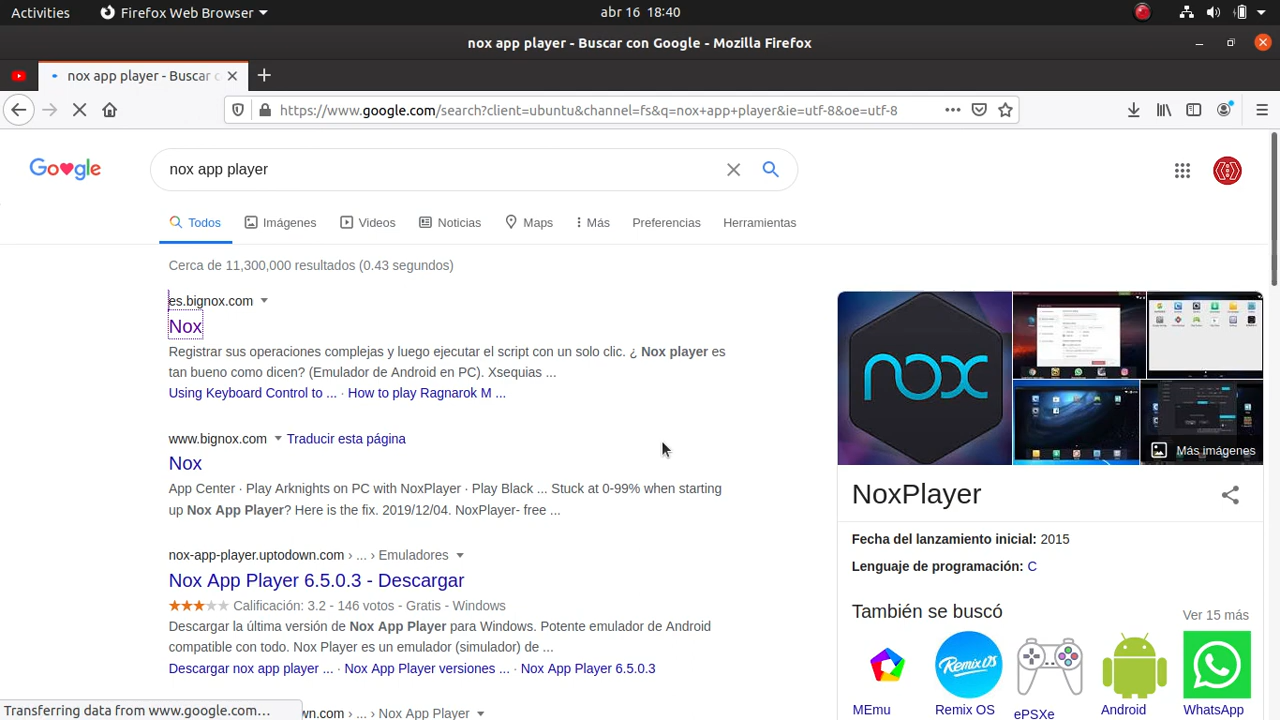 Activities
Firefox Web Browser
abr 16 18:40
nox app player - Buscar con Google - Mozilla Firefox
nox app player - Buscar c
https://www.google.com/search?client=ubuntu&channel=fs&q=nox+app+player&ie=utf-8&oe=utf-8
nox app player
Todos
Imágenes
Videos
Noticias
Maps
Más
Preferencias
Herramientas
Cerca de 11,300,000 resultados (0.43 segundos)
es.bignox.com
Nox
Registrar sus operaciones complejas y luego ejecutar el script con un solo clic. ¿ Nox player es
tan bueno como dicen? (Emulador de Android en PC). Xsequias ...
Using Keyboard Control to ... · How to play Ragnarok M ...
www.bignox.com Traducir esta página
Nox
App Center · Play Arknights on PC with NoxPlayer · Play Black ... Stuck at 0-99% when starting
up Nox App Player? Here is the fix. 2019/12/04. NoxPlayer- free ...
nox-app-player.uptodown.com › ... › Emuladores
Nox App Player 6.5.0.3 - Descargar
Calificación: 3.2 - 146 votos - Gratis - Windows
Descargar la última versión de Nox App Player para Windows. Potente emulador de Android
compatible con todo. Nox Player es un emulador (simulador) de ...
Descargar nox app player ... · Nox App Player versiones ... · Nox App Player 6.5.0.3
own.com › ... › Nox App Player
Transferring data from www.google.com…
nox
Más imágenes
NoxPlayer
Fecha del lanzamiento inicial: 2015
Lenguaje de programación: C
También se buscó
Ver 15 más
RemixOS
MEmu
Remix OS
ePSXe
Android
WhatsApp